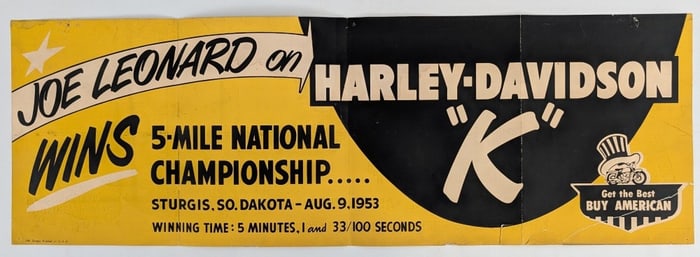 JOE LEONARD on
HARLEY-DAVIDSON
"K"
WINS
5-MILE NATIONAL
CHAMPIONSHIP.....
STURGIS, SO. DAKOTA - AUG. 9, 1953
WINNING TIME: 5 MINUTES, 1 and 33/100 SECONDS
Get the Best
BUY AMERICAN